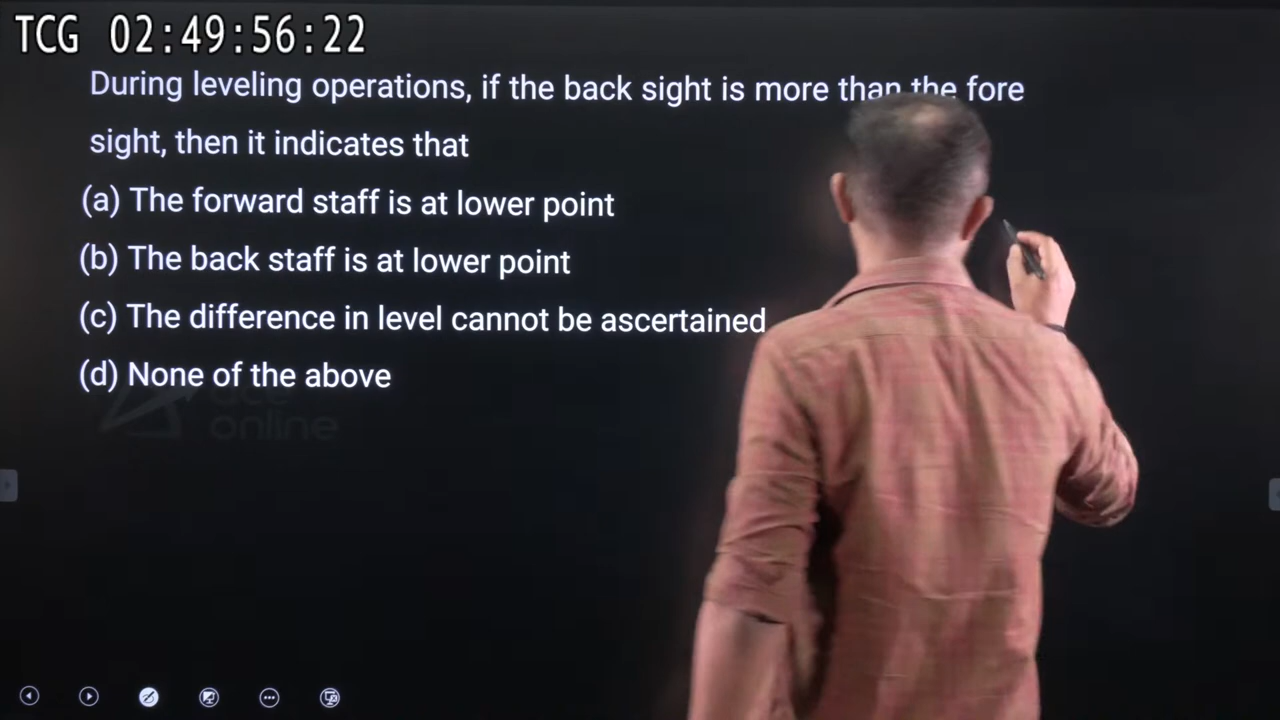 TCG 02:49:56:22
During leveling operations, if the back sight is more than the fore
sight, then it indicates that
(a) The forward staff is at lower point
(b) The back staff is at lower point
(c) The difference in level cannot be ascertained
(d) None of the above
online